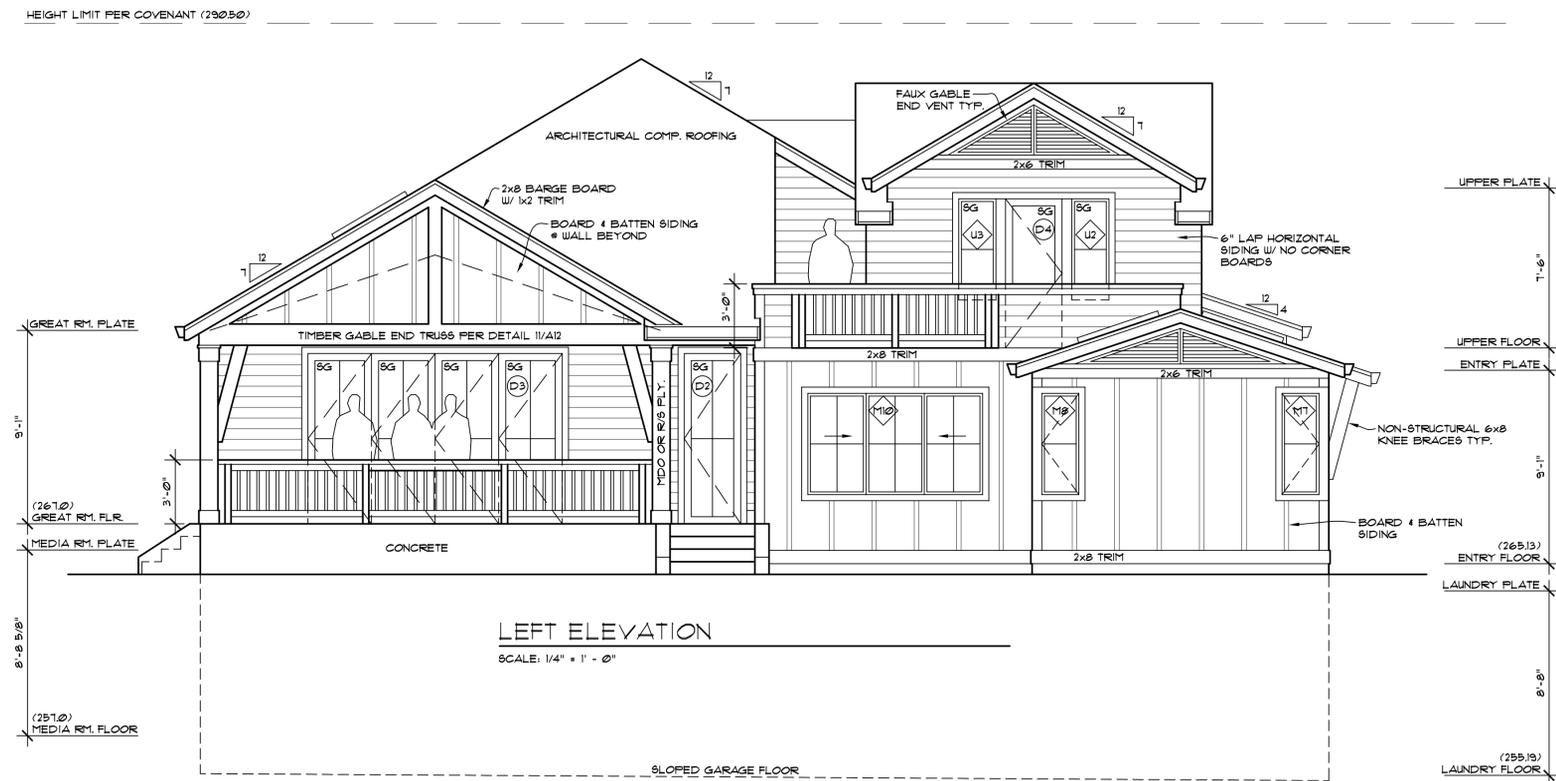 HEIGHT LIMIT PER COVENANT (290.50)
12
7
FAUX GABLE
END VENT TYP.
12
7
ARCHITECTURAL COMP. ROOFING
2x6 TRIM
2x8 BARGE BOARD
W/ 1x2 TRIM
UPPER PLATE
SG
SG
SG
U3
D4
U2
BOARD & BATTEN SIDING
@ WALL BEYOND
6" LAP HORIZONTAL
SIDING W/ NO CORNER
BOARDS
12
7
7'-6"
3'-0"
12
4
GREAT RM. PLATE
TIMBER GABLE END TRUSS PER DETAIL 11/A12
UPPER FLOOR
2x8 TRIM
ENTRY PLATE
2x6 TRIM
SG
SG
SG
SG
SG
D3
D2
MDO OR R/S PLY.
M10
M8
M7
NON-STRUCTURAL 6x8
KNEE BRACES TYP.
9'-1"
9'-1"
3'-0"
(267.0)
GREAT RM. FLR.
BOARD & BATTEN
SIDING
MEDIA RM. PLATE
CONCRETE
2x8 TRIM
(265.13)
ENTRY FLOOR
LAUNDRY PLATE
LEFT ELEVATION
SCALE: 1/4" = 1' - 0"
8'-8 5/8"
8'-8"
(257.0)
MEDIA RM. FLOOR
SLOPED GARAGE FLOOR
(255.19)
LAUNDRY FLOOR